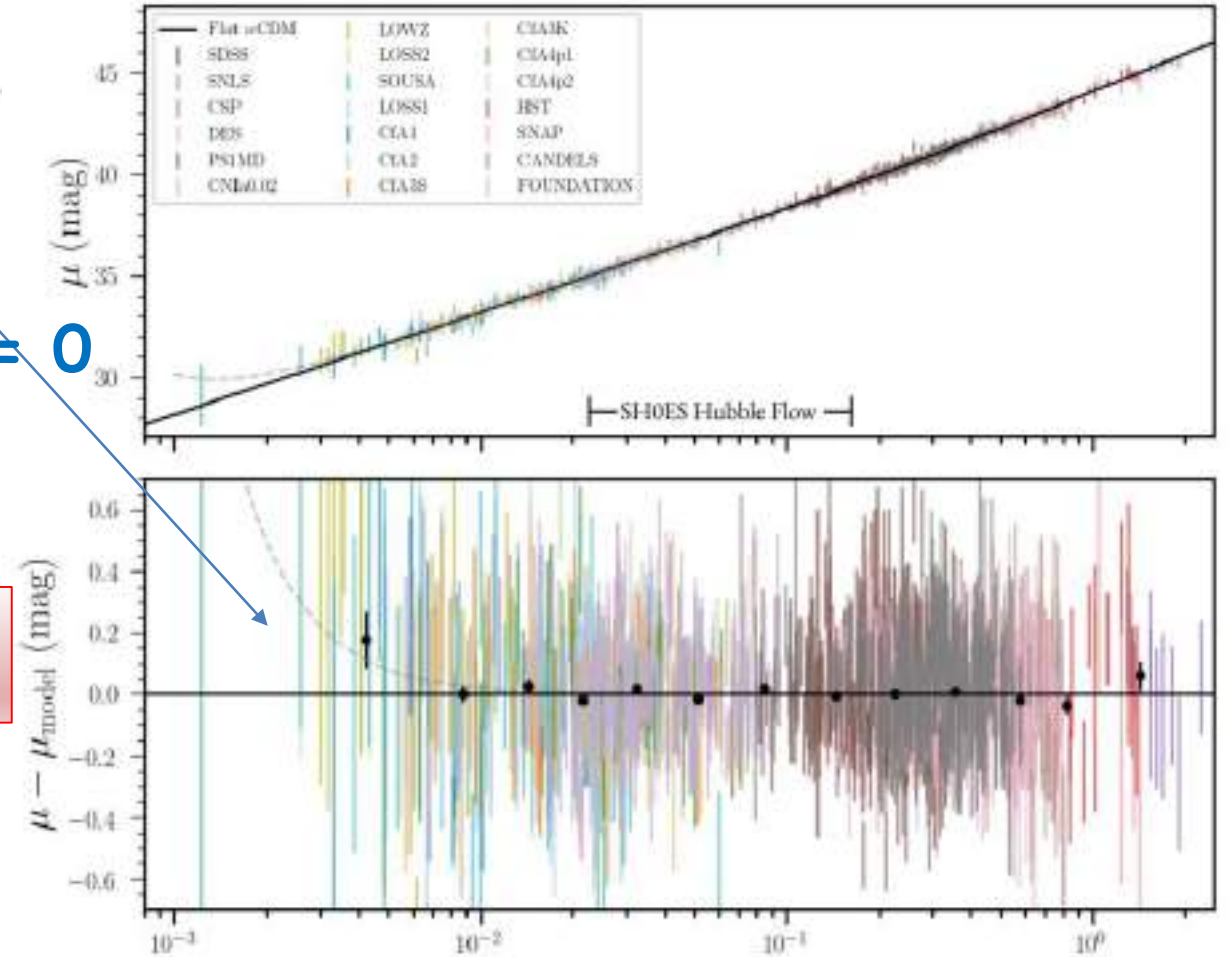 Flat wCDM
SDSS
SNLS
CSP
DES
PS1MD
CNIa0.02
LOWZ
LOSS2
SOUSA
LOSS1
CfA1
CfA2
CfA3S
CfA3K
CfA4p1
CfA4p2
HST
SNAP
CANDELS
FOUNDATION
μ (mag)
45
40
35
30
= 0
SH0ES Hubble Flow
μ − μmodel (mag)
0.6
0.4
0.2
0.0
−0.2
−0.4
−0.6
10⁻³ 10⁻² 10⁻¹ 10⁰